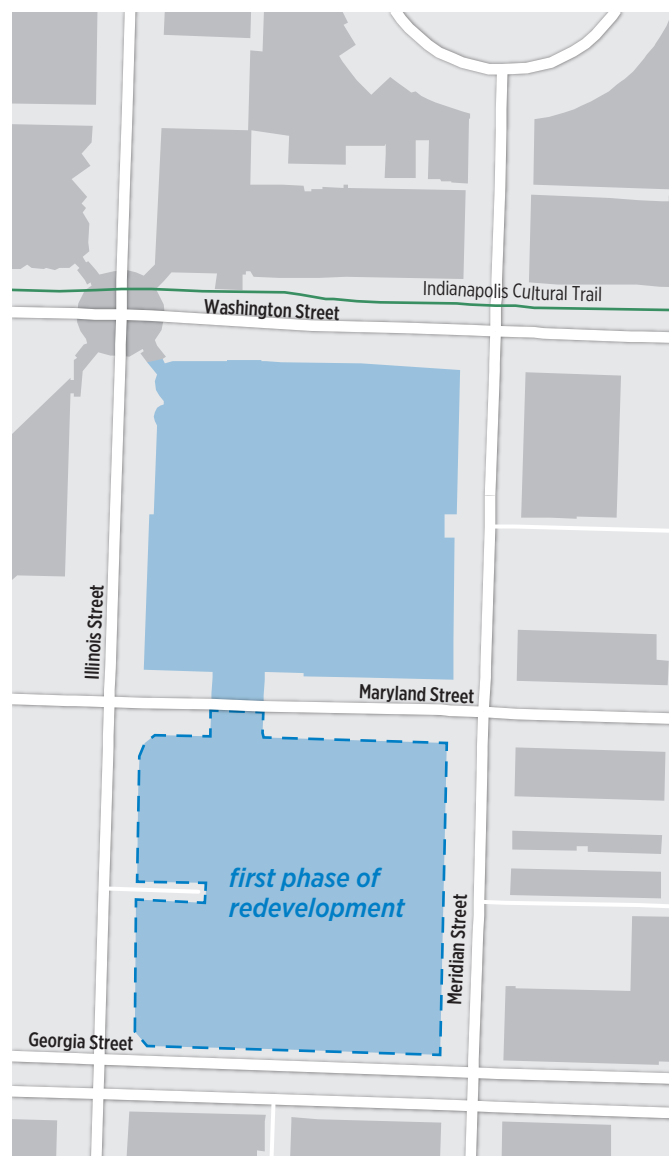 Indianapolis Cultural Trail
Washington Street
Illinois Street
Maryland Street
first phase of
redevelopment
Meridian Street
Georgia Street